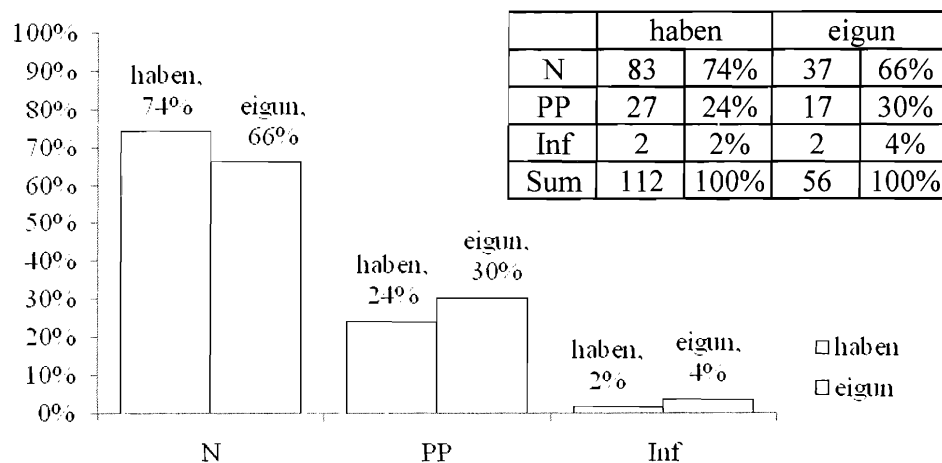 haben eigun
N 83 74% 37 66%
PP 27 24% 17 30%
Inf 2 2% 2 4%
Sum 112 100% 56 100%
100%
90%
80%
70%
60%
50%
40%
30%
20%
10%
0%
haben,
74%
eigun,
66%
haben,
24%
eigun,
30%
haben,
2%
eigun,
4%
N PP Inf
haben
eigun